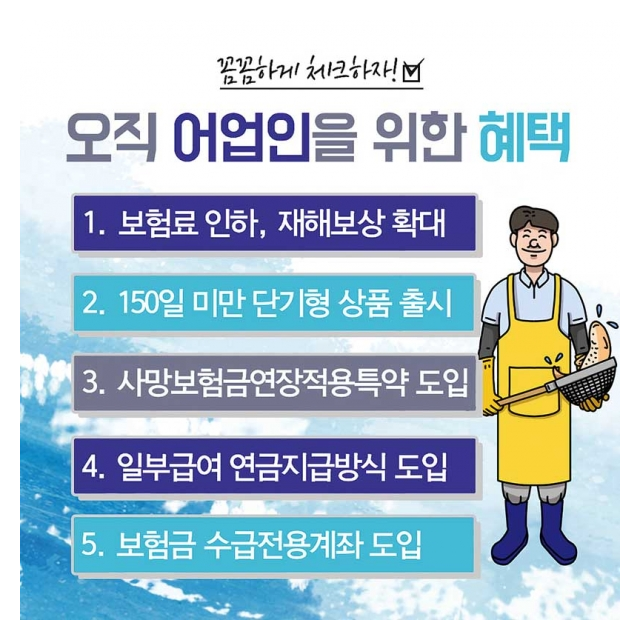 꼼꼼하게 체크하자!
오직 어업인을 위한 혜택
1. 보험료 인하, 재해보상 확대
2. 150일 미만 단기형 상품 출시
3. 사망보험금연장적용특약 도입
4. 일부급여 연금지급방식 도입
5. 보험금 수급전용계좌 도입